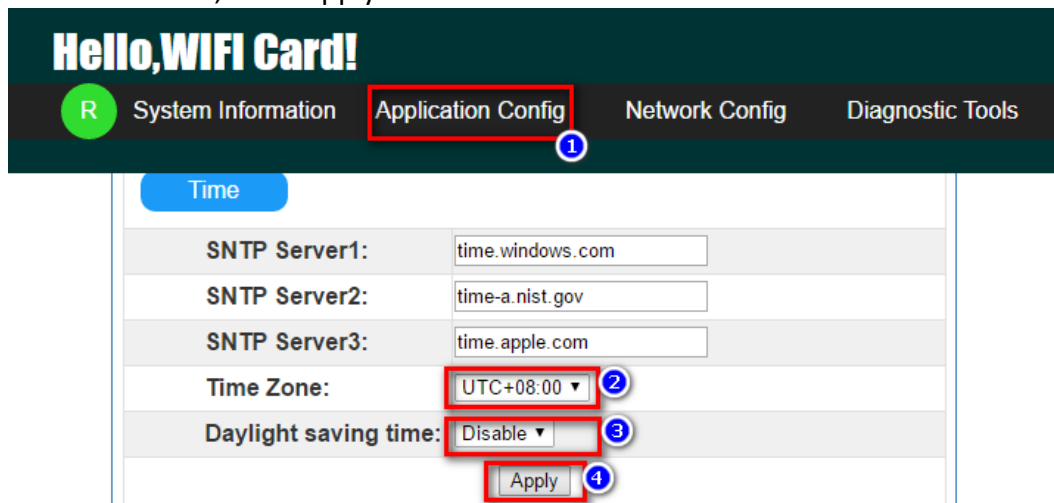 Hello,WIFI Card!
R System Information Application Config Network Config Diagnostic Tools
1
Time
SNTP Server1: time.windows.com
SNTP Server2: time-a.nist.gov
SNTP Server3: time.apple.com
Time Zone: UTC+08:00 ▼ 2
Daylight saving time: Disable ▼ 3
Apply 4